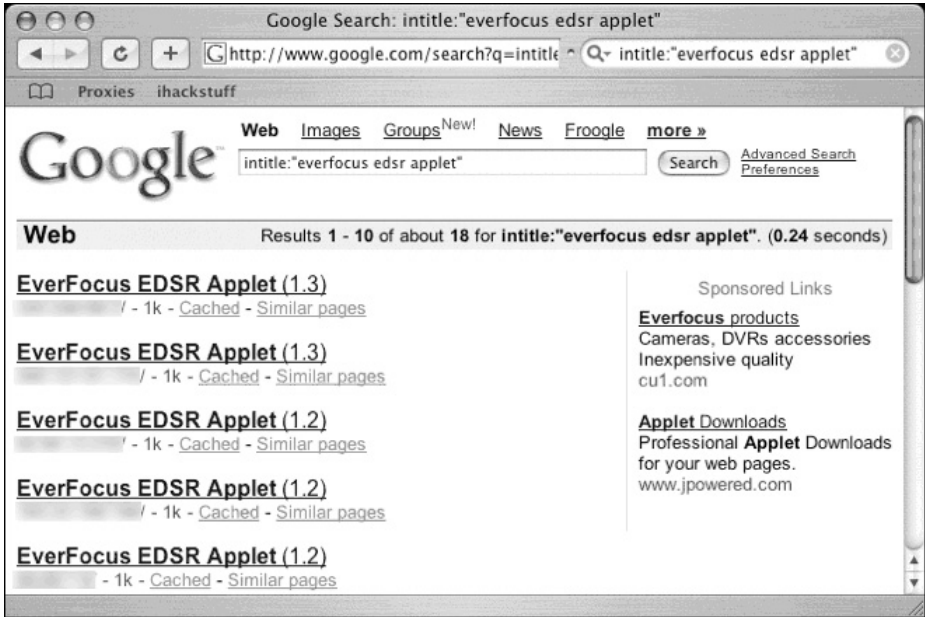 Google Search: intitle:"everfocus edsr applet"
http://www.google.com/search?q=intitle
intitle:"everfocus edsr applet"
Proxies ihackstuff
Google™
Web Images Groups New! News Froogle more »
intitle:"everfocus edsr applet"
Search
Advanced Search
Preferences
Web
Results 1 - 10 of about 18 for intitle:"everfocus edsr applet". (0.24 seconds)
EverFocus EDSR Applet (1.3)
/ - 1k - Cached - Similar pages
EverFocus EDSR Applet (1.3)
/ - 1k - Cached - Similar pages
EverFocus EDSR Applet (1.2)
/ - 1k - Cached - Similar pages
EverFocus EDSR Applet (1.2)
/ - 1k - Cached - Similar pages
EverFocus EDSR Applet (1.2)
- 1k - Cached - Similar pages
Sponsored Links
Everfocus products
Cameras, DVRs accessories
Inexpensive quality
cu1.com
Applet Downloads
Professional Applet Downloads
for your web pages.
www.jpowered.com